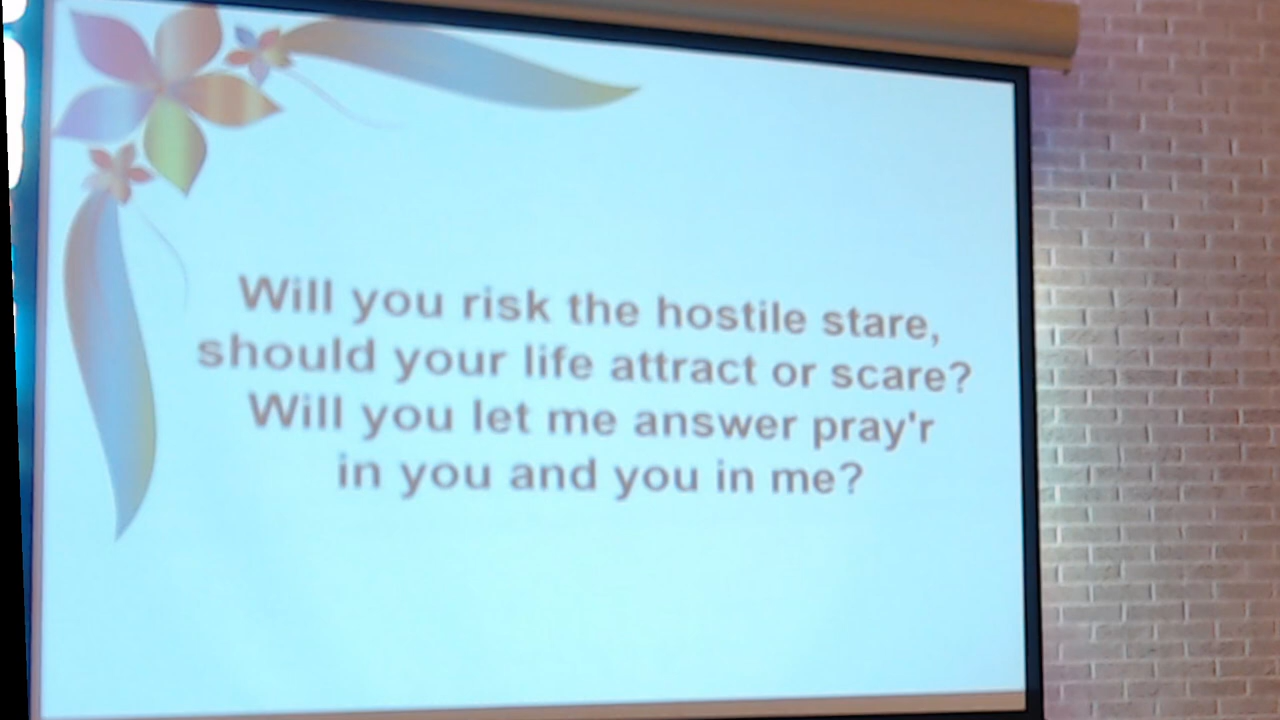 Will you risk the hostile stare,
should your life attract or scare?
Will you let me answer pray'r
in you and you in me?